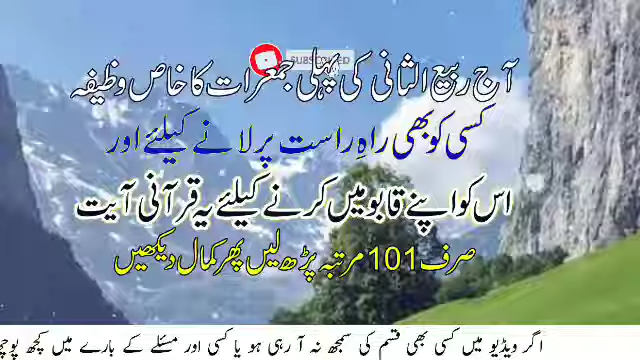 SUBSCRIBED
آج ربیع الثانی کی پہلی جمعرات کا خاص وظیفہ
کسی کو بھی راہِ راست پر لانے کیلئے اور
اس کو اپنے قابو میں کرنے کیلئے یہ قرآنی آیت
صرف 101 مرتبہ پڑھ لیں پھر کمال دیکھیں
اگر ویڈیو میں کسی بھی قسم کی سمجھ نہ آ رہی ہو یا کسی اور مسئلے کے بارے میں کچھ